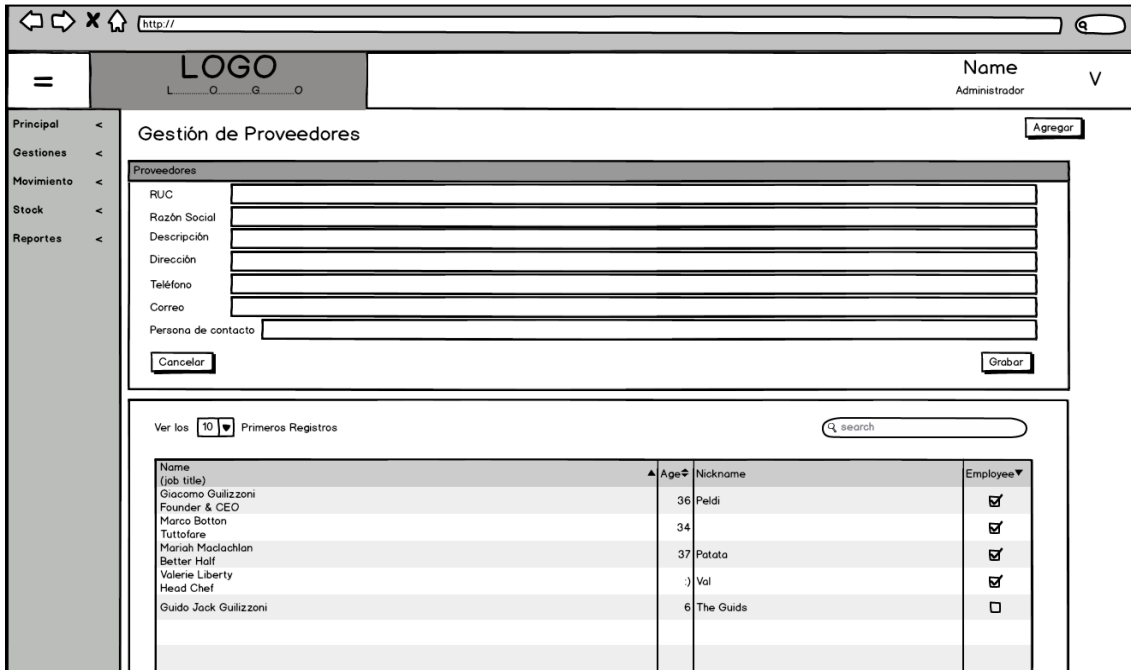 http://
LOGO
L..............O..............G..............O
Name
Administrador
V
Principal <
Gestiones <
Movimiento <
Stock <
Reportes <
Gestión de Proveedores
Agregar
Proveedores
RUC
Razón Social
Descripción
Dirección
Teléfono
Correo
Persona de contacto
Cancelar
Grabar
Ver los 10 Primeros Registros
search
Name
(job title)
Age
Nickname
Employee
Giacomo Guilizzoni
Founder & CEO
36
Peldi
Marco Botton
Tuttofare
34
Mariah Maclachlan
Better Half
37
Patata
Valerie Liberty
Head Chef
:)
Val
Guido Jack Guilizzoni
6
The Guids